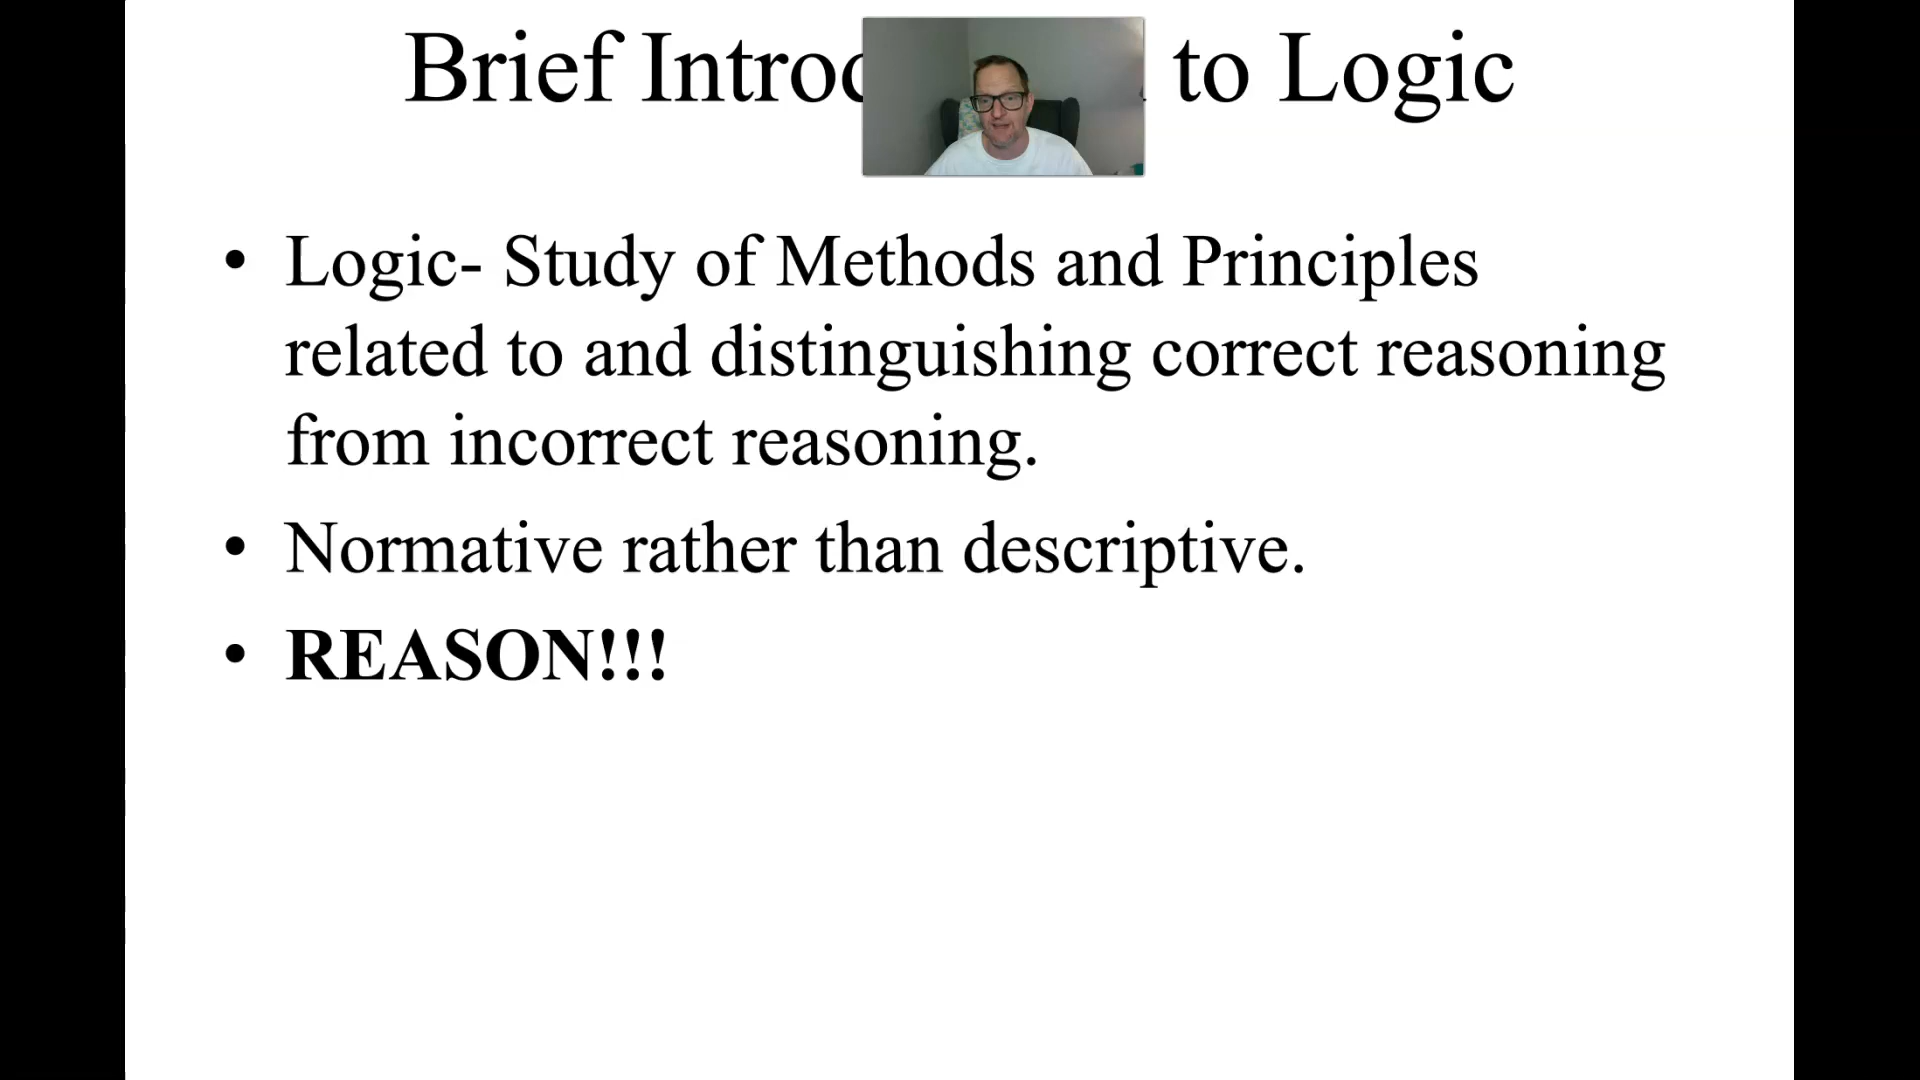 Brief to Logic
• Logic- Study of Methods and Principles
related to and distinguishing correct reasoning
from incorrect reasoning.
• Normative rather than descriptive.
• REASON!!!